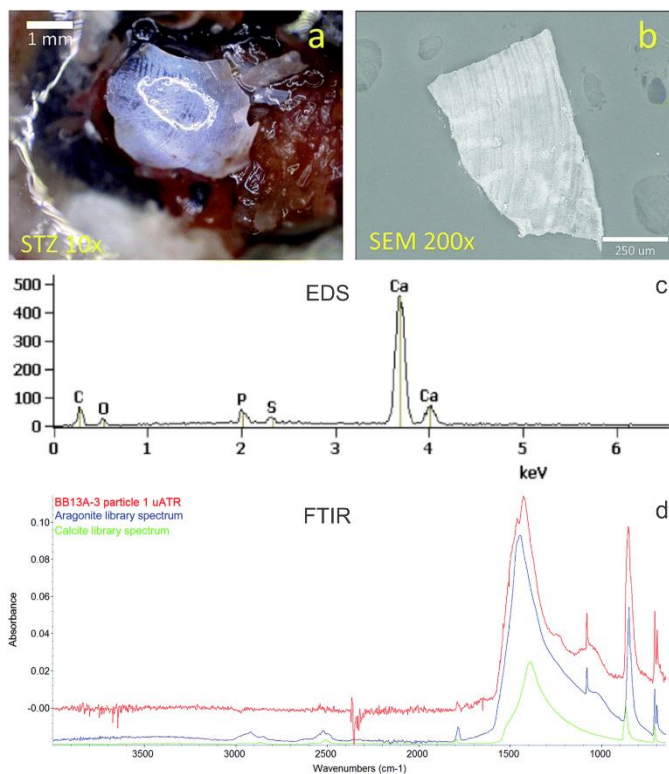 1 mm
a
STZ 10x
b
SEM 200x
250 um
c
EDS
500
400
300
200
100
0
C
O
P
S
Ca
Ca
0
1
2
3
4
5
6
keV
d
FTIR
BB13A-3 particle 1 uATR
Aragonite library spectrum
Calcite library spectrum
Absorbance
0.10
0.08
0.06
0.04
0.02
-0.00
3500
3000
2500
2000
1500
1000
Wavenumbers (cm-1)